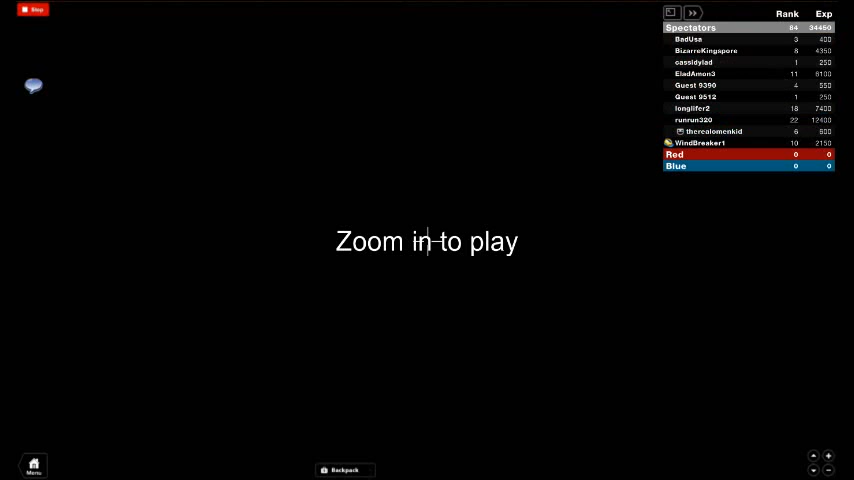 Stop
Rank Exp
Spectators 84 34450
BadUsa 3 400
BizarreKingspore 8 4350
cassidylad 1 250
EladAmon3 11 6100
Guest 9390 4 550
Guest 9512 1 250
longlifer2 18 7400
runrun320 22 12400
therealomenkid 6 600
WindBreaker1 10 2150
Red 0 0
Blue 0 0
Zoom in to play
Menu
Backpack